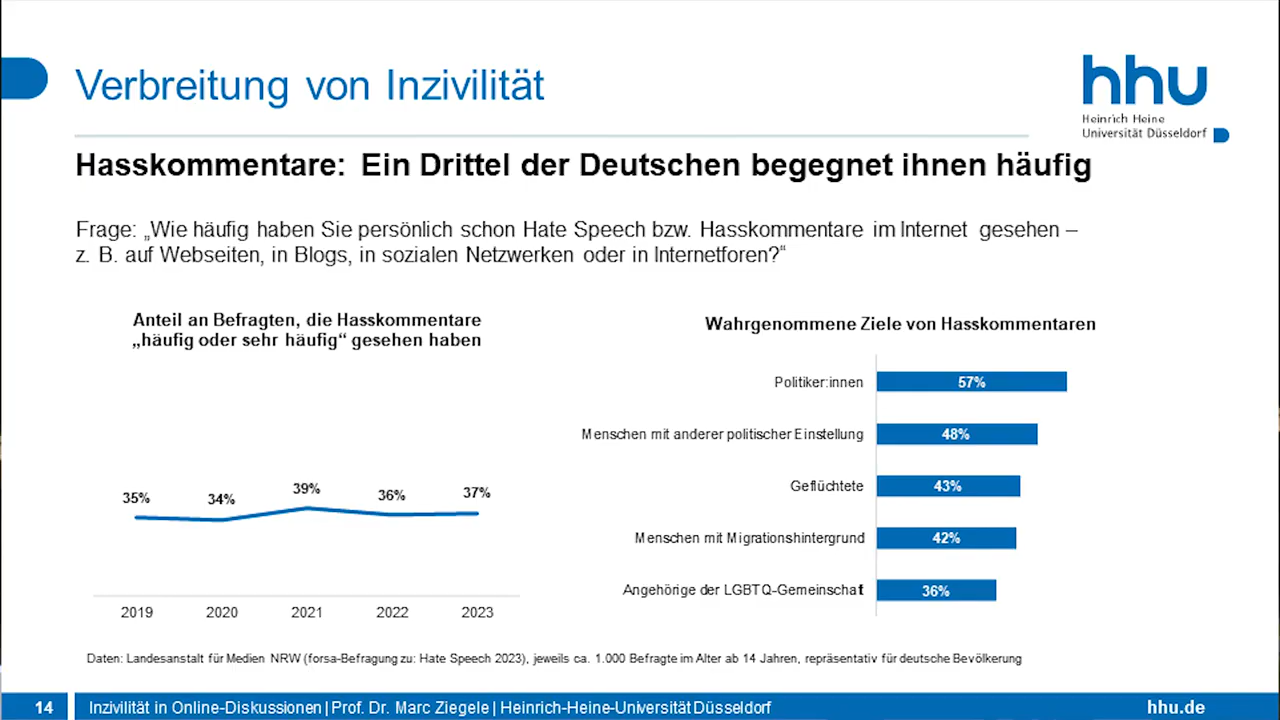 Verbreitung von Inzivilität
hhu
Heinrich Heine
Universität Düsseldorf
Hasskommentare: Ein Drittel der Deutschen begegnet ihnen häufig
Frage: „Wie häufig haben Sie persönlich schon Hate Speech bzw. Hasskommentare im Internet gesehen –
z. B. auf Webseiten, in Blogs, in sozialen Netzwerken oder in Internetforen?“
Anteil an Befragten, die Hasskommentare
„häufig oder sehr häufig“ gesehen haben
35% 34% 39% 36% 37%
2019 2020 2021 2022 2023
Wahrgenommene Ziele von Hasskommentaren
Politiker:innen 57%
Menschen mit anderer politischer Einstellung 48%
Geflüchtete 43%
Menschen mit Migrationshintergrund 42%
Angehörige der LGBTQ-Gemeinschaft 36%
Daten: Landesanstalt für Medien NRW (forsa-Befragung zu: Hate Speech 2023), jeweils ca. 1.000 Befragte im Alter ab 14 Jahren, repräsentativ für deutsche Bevölkerung
14 Inzivilität in Online-Diskussionen | Prof. Dr. Marc Ziegele | Heinrich-Heine-Universität Düsseldorf hhu.de